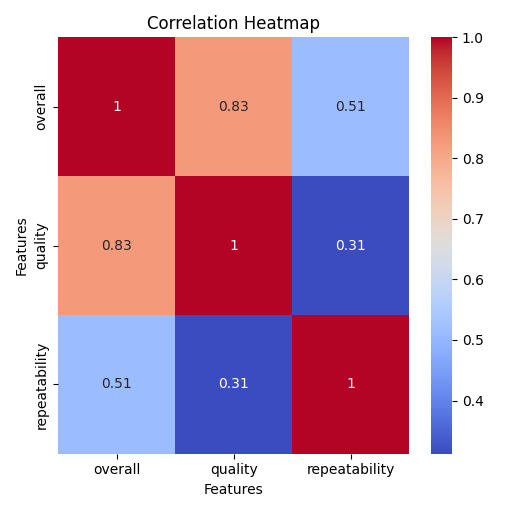 Correlation Heatmap
overall
1
0.83
0.51
quality
0.83
1
0.31
repeatability
0.51
0.31
1
Features
overall
quality
repeatability
Features
1.0
0.9
0.8
0.7
0.6
0.5
0.4